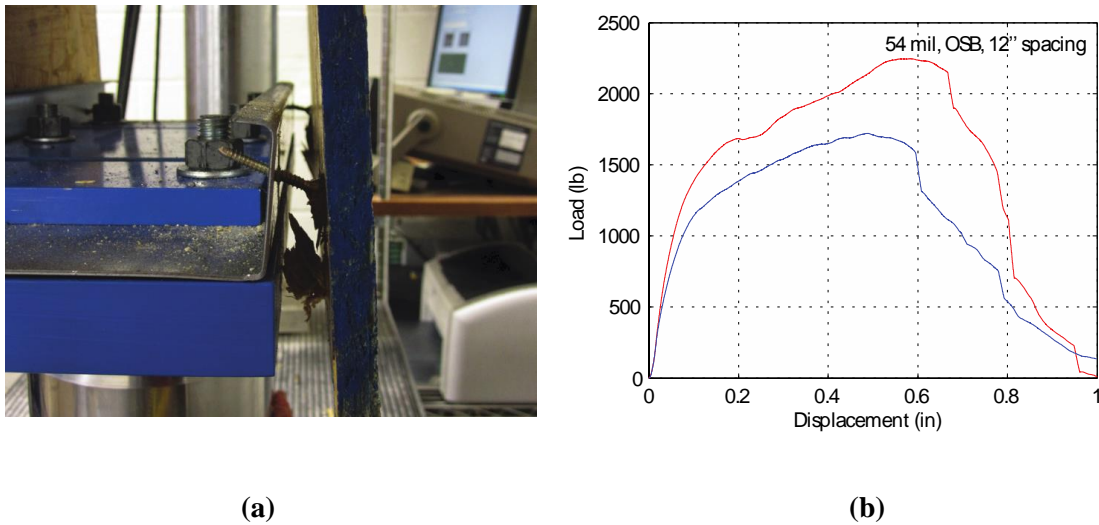 54 mil, OSB, 12” spacing
Load (lb)
2500
2000
1500
1000
500
0
0 0.2 0.4 0.6 0.8 1
Displacement (in)
(a) (b)